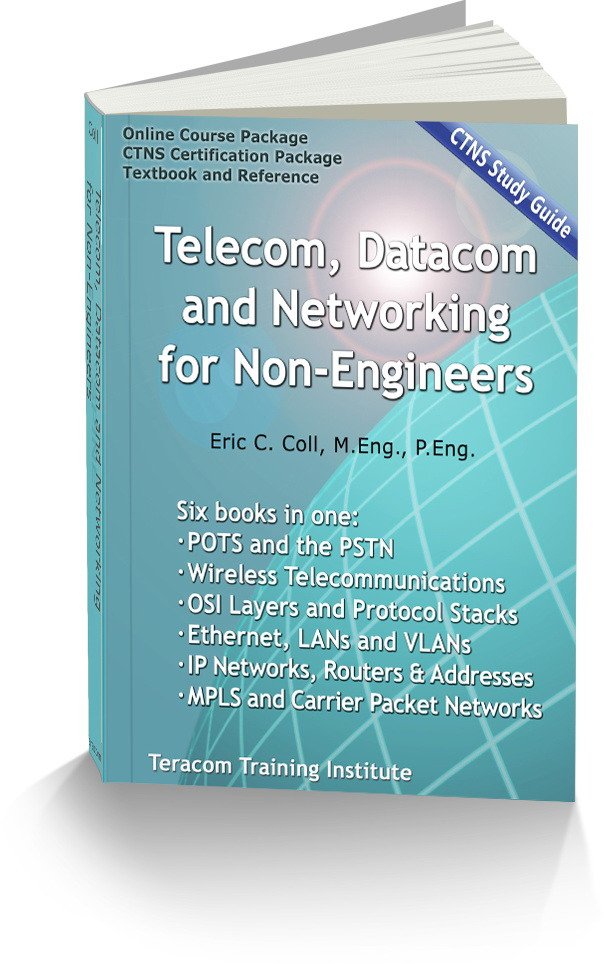 Online Course Package
CTNS Certification Package
Textbook and Reference
CTNS Study Guide
Telecom, Datacom
and Networking
for Non-Engineers
Eric C. Coll, M.Eng., P.Eng.
Six books in one:
·POTS and the PSTN
·Wireless Telecommunications
·OSI Layers and Protocol Stacks
·Ethernet, LANs and VLANs
·IP Networks, Routers & Addresses
·MPLS and Carrier Packet Networks
Teracom Training Institute
Telecom, Datacom and Networking
for Non-Engineers